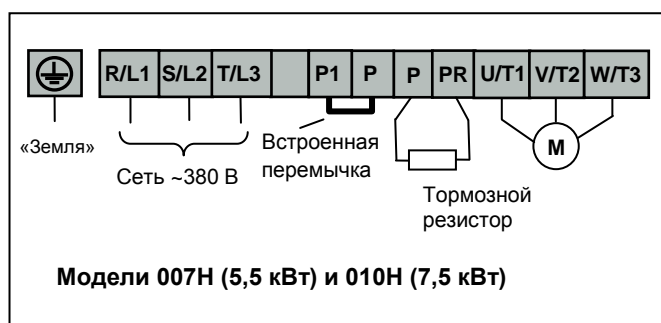 R/L1 S/L2 T/L3 P1 P P PR U/T1 V/T2 W/T3
«Земля»
Сеть ~380 В
Встроенная
перемычка
Тормозной
резистор
М
Модели 007H (5,5 кВт) и 010H (7,5 кВт)